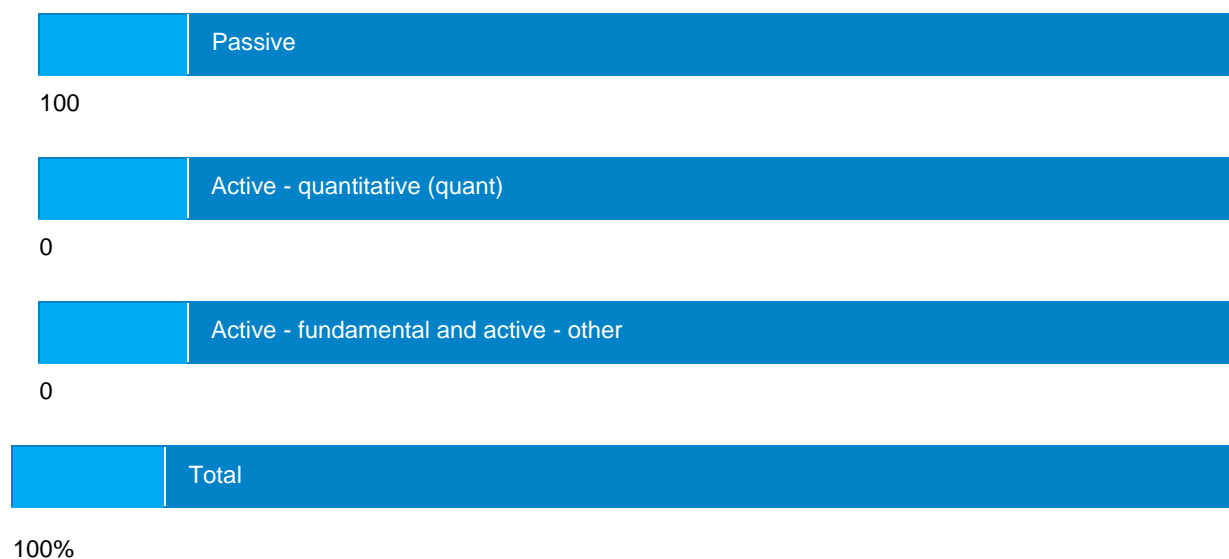 Passive
100
Active - quantitative (quant)
0
Active - fundamental and active - other
0
Total
100%